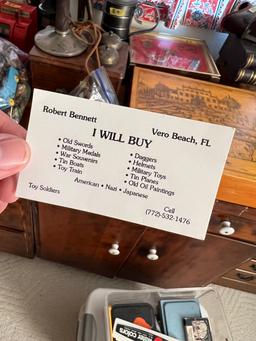 Robert Bennett
Vero Beach, FL
I WILL BUY
• Old Swords
• Military Medals
• War Souvenirs
• Tin Boats
• Toy Train
• Daggers
• Helmets
• Military Toys
• Tin Planes
• Old Oil Paintings
American • Nazi • Japanese
Toy Soldiers
Cell
(772-532-1476
colors